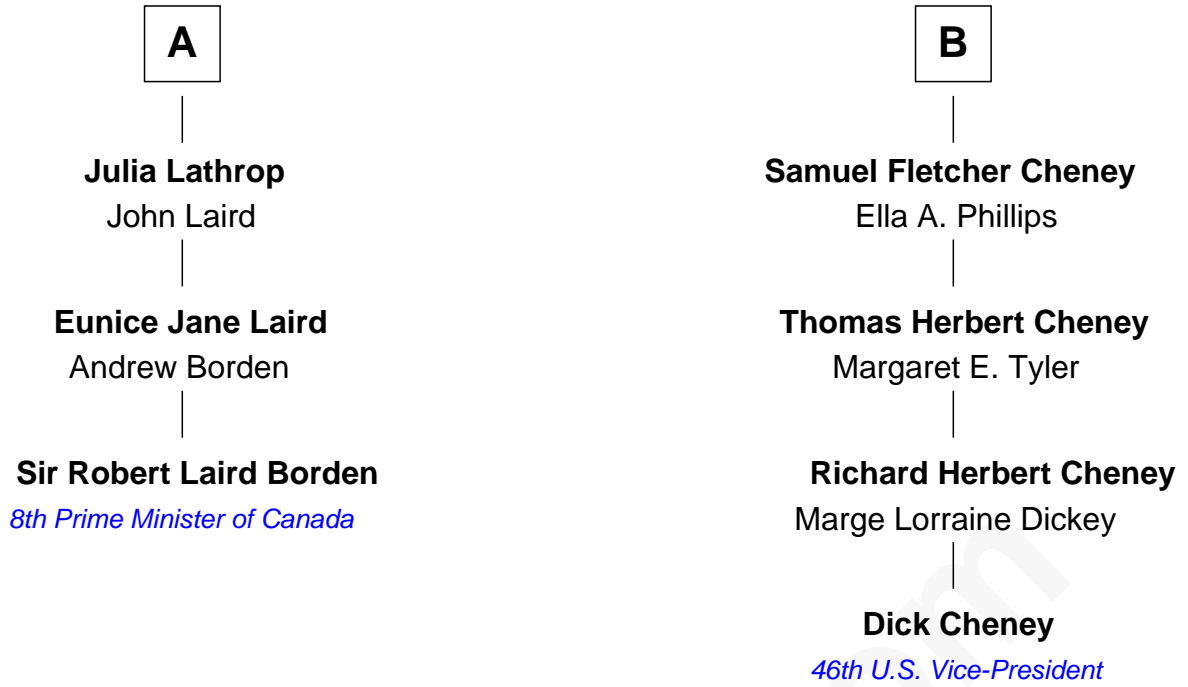 A
Julia Lathrop
John Laird
Eunice Jane Laird
Andrew Borden
Sir Robert Laird Borden
8th Prime Minister of Canada
B
Samuel Fletcher Cheney
Ella A. Phillips
Thomas Herbert Cheney
Margaret E. Tyler
Richard Herbert Cheney
Marge Lorraine Dickey
Dick Cheney
46th U.S. Vice-President